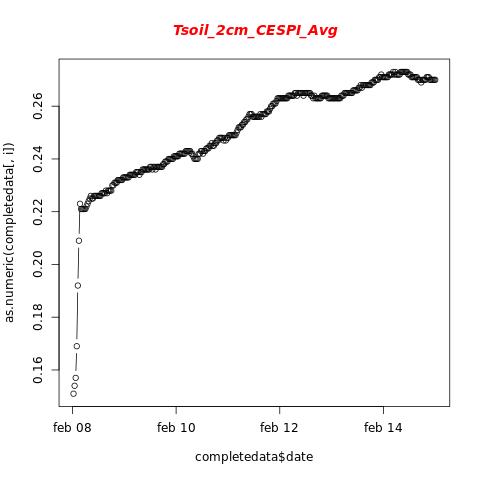 Tsoil_2cm_CESPI_Avg
as.numeric(completedata[, i])
0.26
0.24
0.22
0.20
0.18
0.16
feb 08
feb 10
feb 12
feb 14
completedata$date